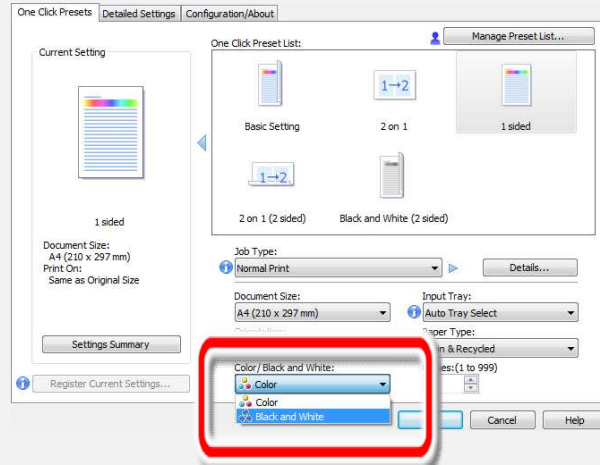 One Click Presets Detailed Settings Configuration/About
Current Setting
One Click Preset List:
Manage Preset List...
1→2
Basic Setting
2 on 1
1 sided
1→2
2 on 1 (2 sided)
Black and White (2 sided)
1 sided
Document Size:
A4 (210 x 297 mm)
Print On:
Same as Original Size
Settings Summary
Register Current Settings...
Job Type:
Normal Print
Details...
Document Size:
Input Tray:
A4 (210 x 297 mm)
Auto Tray Select
Orientation:
Type:
& Recycled
Color/ Black and White:
(1 to 999)
Color
Color
Black and White
Cancel
Help